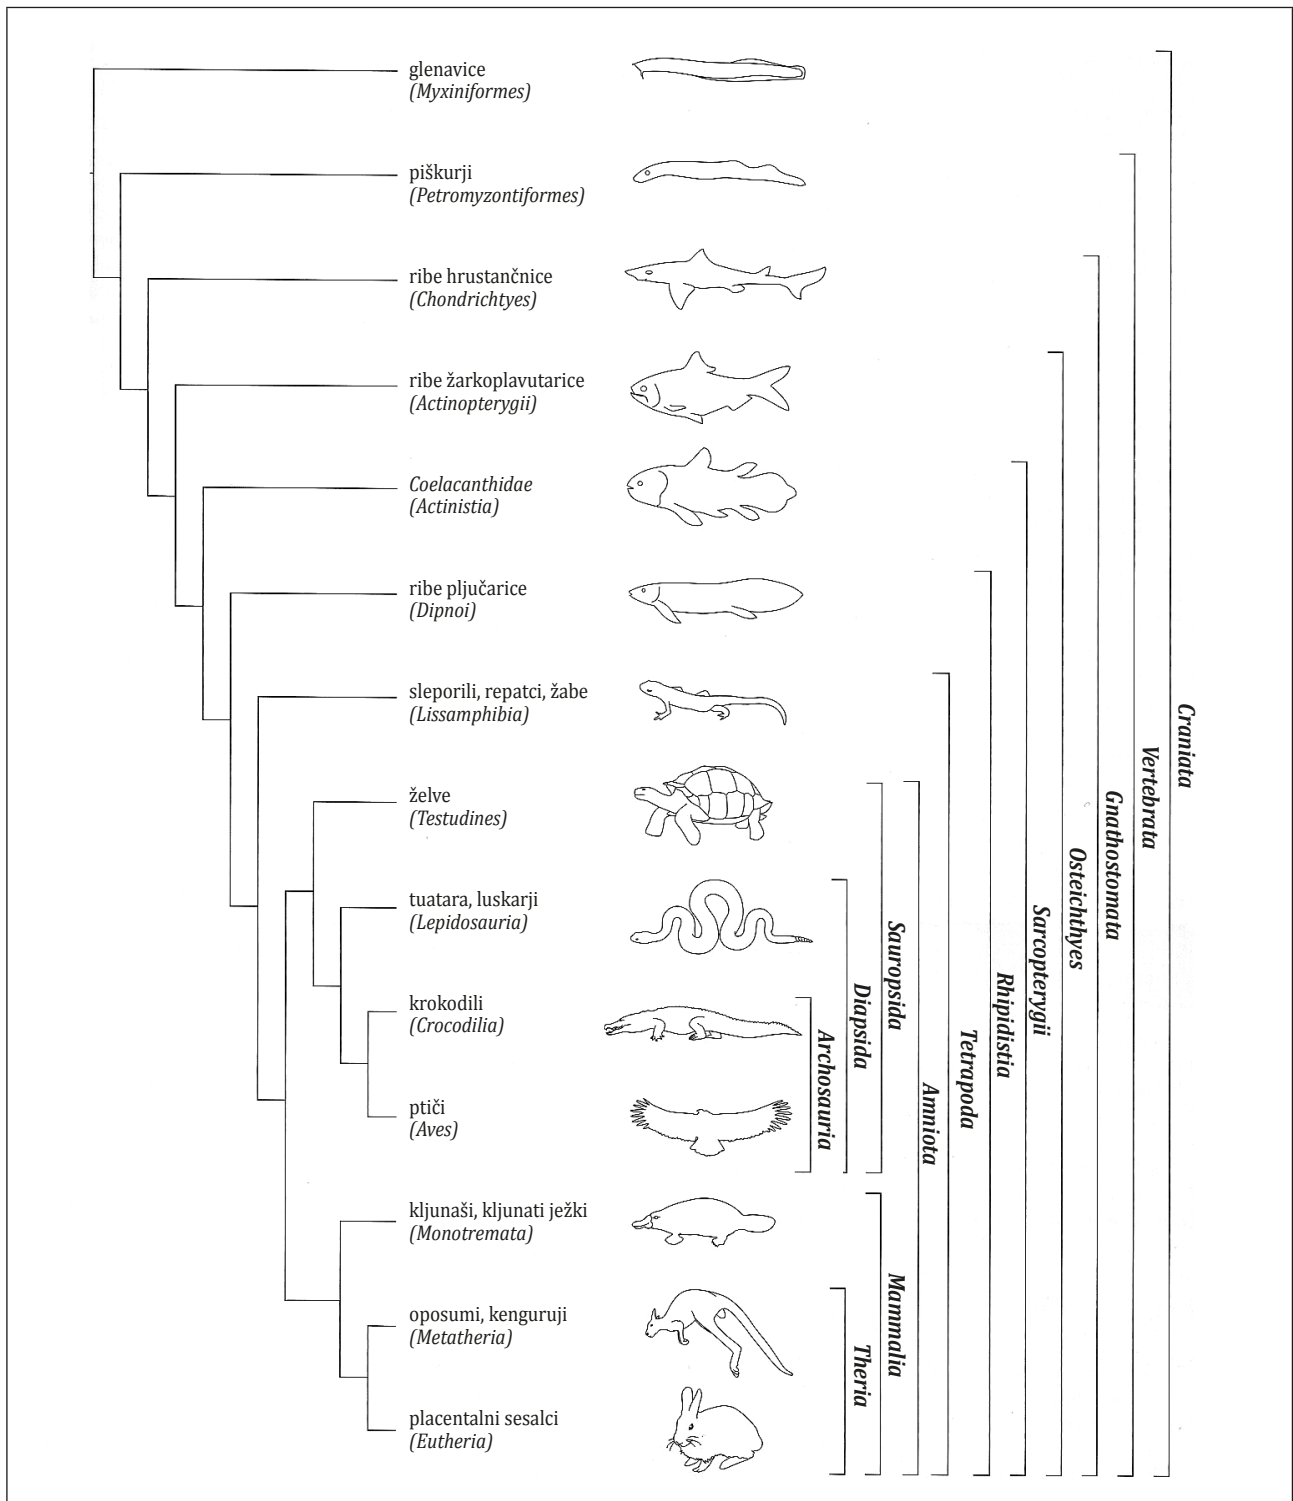 glenavice
(Myxiniformes)
piškurji
(Petromyzontiformes)
ribe hrustančnice
(Chondrichtyes)
ribe žarkoplavutarice
(Actinopterygii)
Coelacanthidae
(Actinistia)
ribe pljučarice
(Dipnoi)
sleporili, repatci, žabe
(Lissamphibia)
želve
(Testudines)
tuatara, luskarji
(Lepidosauria)
krokodili
(Crocodilia)
ptiči
(Aves)
kljunaši, kljunati ježki
(Monotremata)
oposumi, kenguruji
(Metatheria)
placentalni sesalci
(Eutheria)
Archosauria
Theria
Diapsida
Sauropsida
Mammalia
Amniota
Tetrapoda
Rhipidistia
Sarcopterygii
Osteichthyes
Gnathostomata
Vertebrata
Craniata